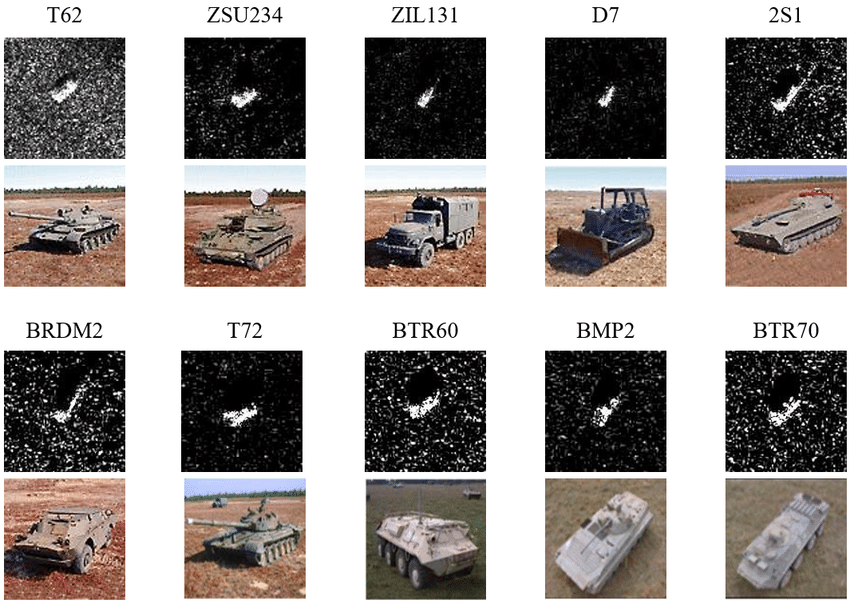 T62 ZSU234 ZIL131 D7 2S1
BRDM2 T72 BTR60 BMP2 BTR70